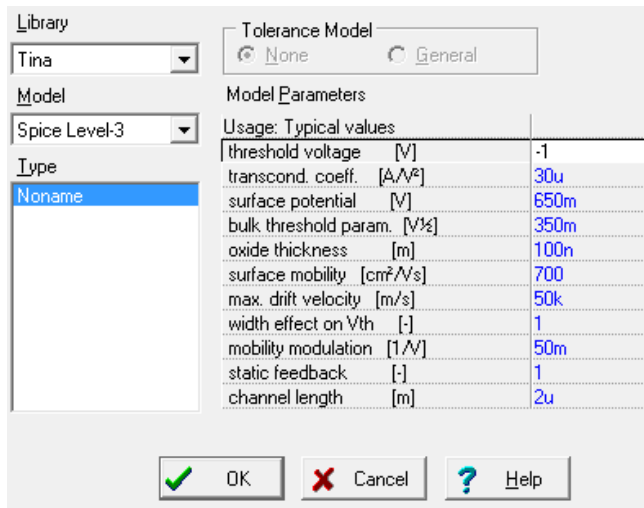 Library
Tina
Model
Spice Level-3
Type
Noname
Tolerance Model
None General
Model Parameters
Usage: Typical values
threshold voltage [V] -1
transcond. coeff. [A/V²] 30u
surface potential [V] 650m
bulk threshold param. [V½] 350m
oxide thickness [m] 100n
surface mobility [cm²/Vs] 700
max. drift velocity [m/s] 50k
width effect on Vth [-] 1
mobility modulation [1/V] 50m
static feedback [-] 1
channel length [m] 2u
OK Cancel ? Help